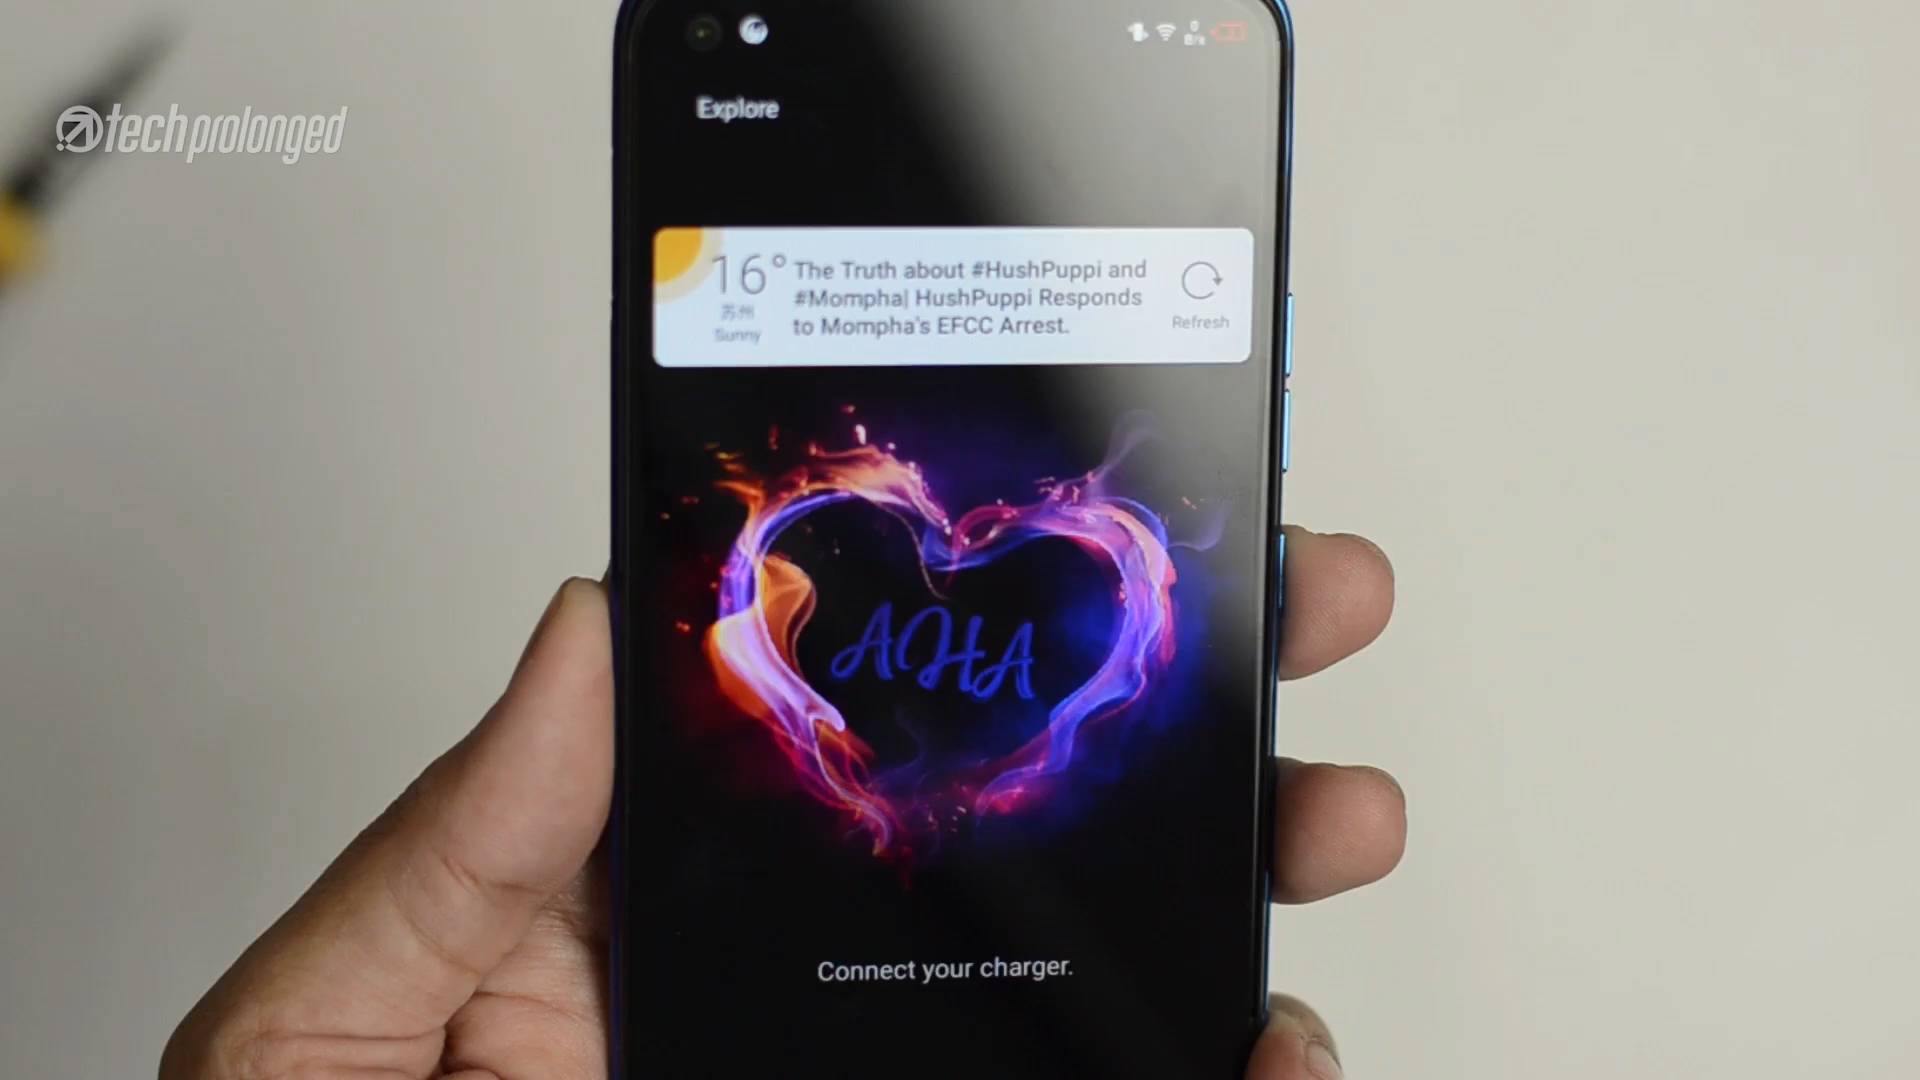 techprolonged
Explore
16°
苏州
Sunny
The Truth about #HushPuppi and
#Mompha| HushPuppi Responds
to Mompha's EFCC Arrest.
Refresh
AHA
Connect your charger.